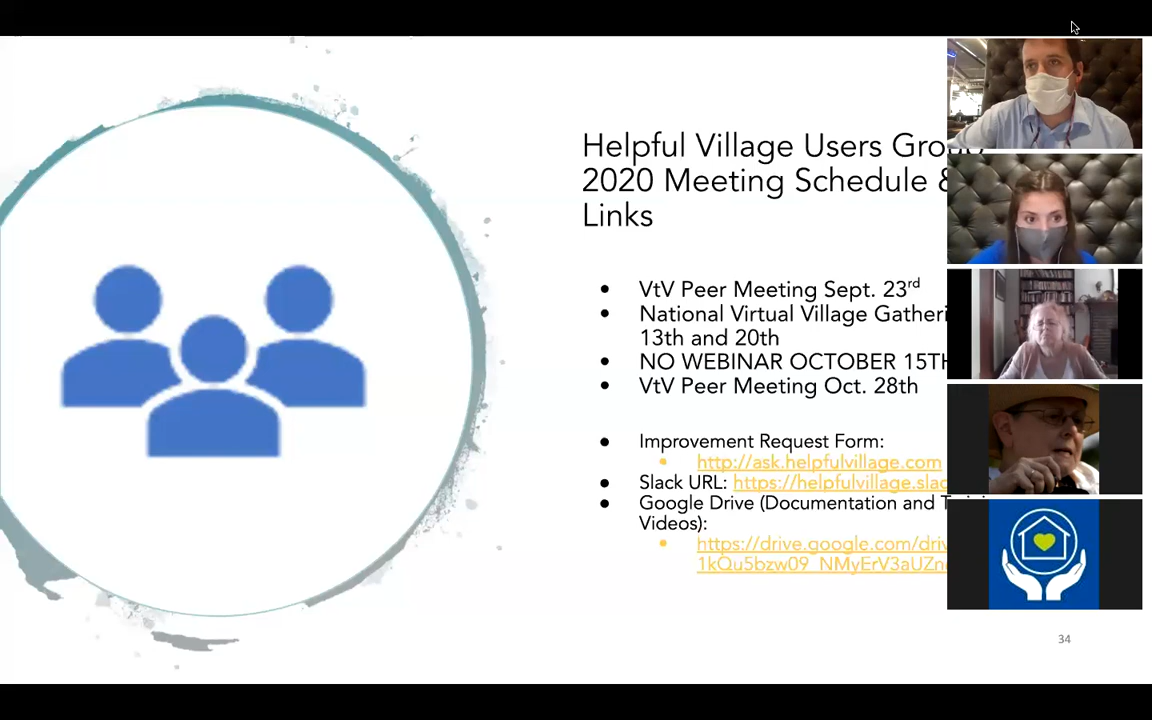 Helpful Village Users Group
2020 Meeting Schedule &
Links
• VtV Peer Meeting Sept. 23rd
• National Virtual Village
13th and 20th
• NO WEBINAR OCTOBER 15TH
• VtV Peer Meeting Oct. 28th
• Improvement Request Form:
• http://ask.helpfulvillage.com
• Slack URL: https://helpfulvillage.slac
• Google Drive (Documentation and
Videos):
• https://drive.google.com/driv
1kQu5bzw09_NMyErV3aUZn
34